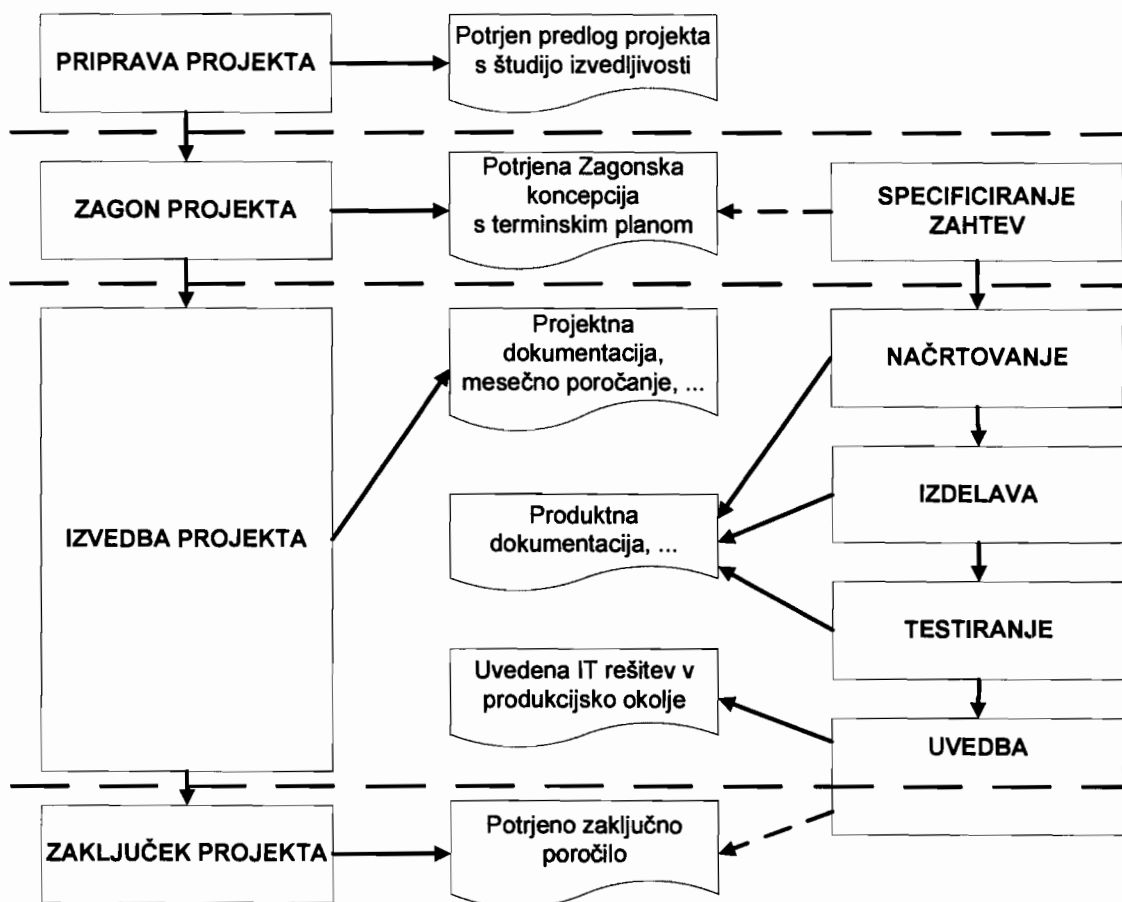 PRIPRAVA PROJEKTA
Potrjen predlog projekta
s študijo izvedljivosti
ZAGON PROJEKTA
Potrjena Zagonska
koncepcija
s terminskim planom
SPECIFICIRANJE
ZAHTEV
IZVEDBA PROJEKTA
Projektna
dokumentacija,
mesečno poročanje, ...
NAČRTOVANJE
Produktna
dokumentacija, ...
IZDELAVA
TESTIRANJE
Uvedena IT rešitev v
produkcijsko okolje
UVEDBA
ZAKLJUČEK PROJEKTA
Potrjeno zaključno
poročilo